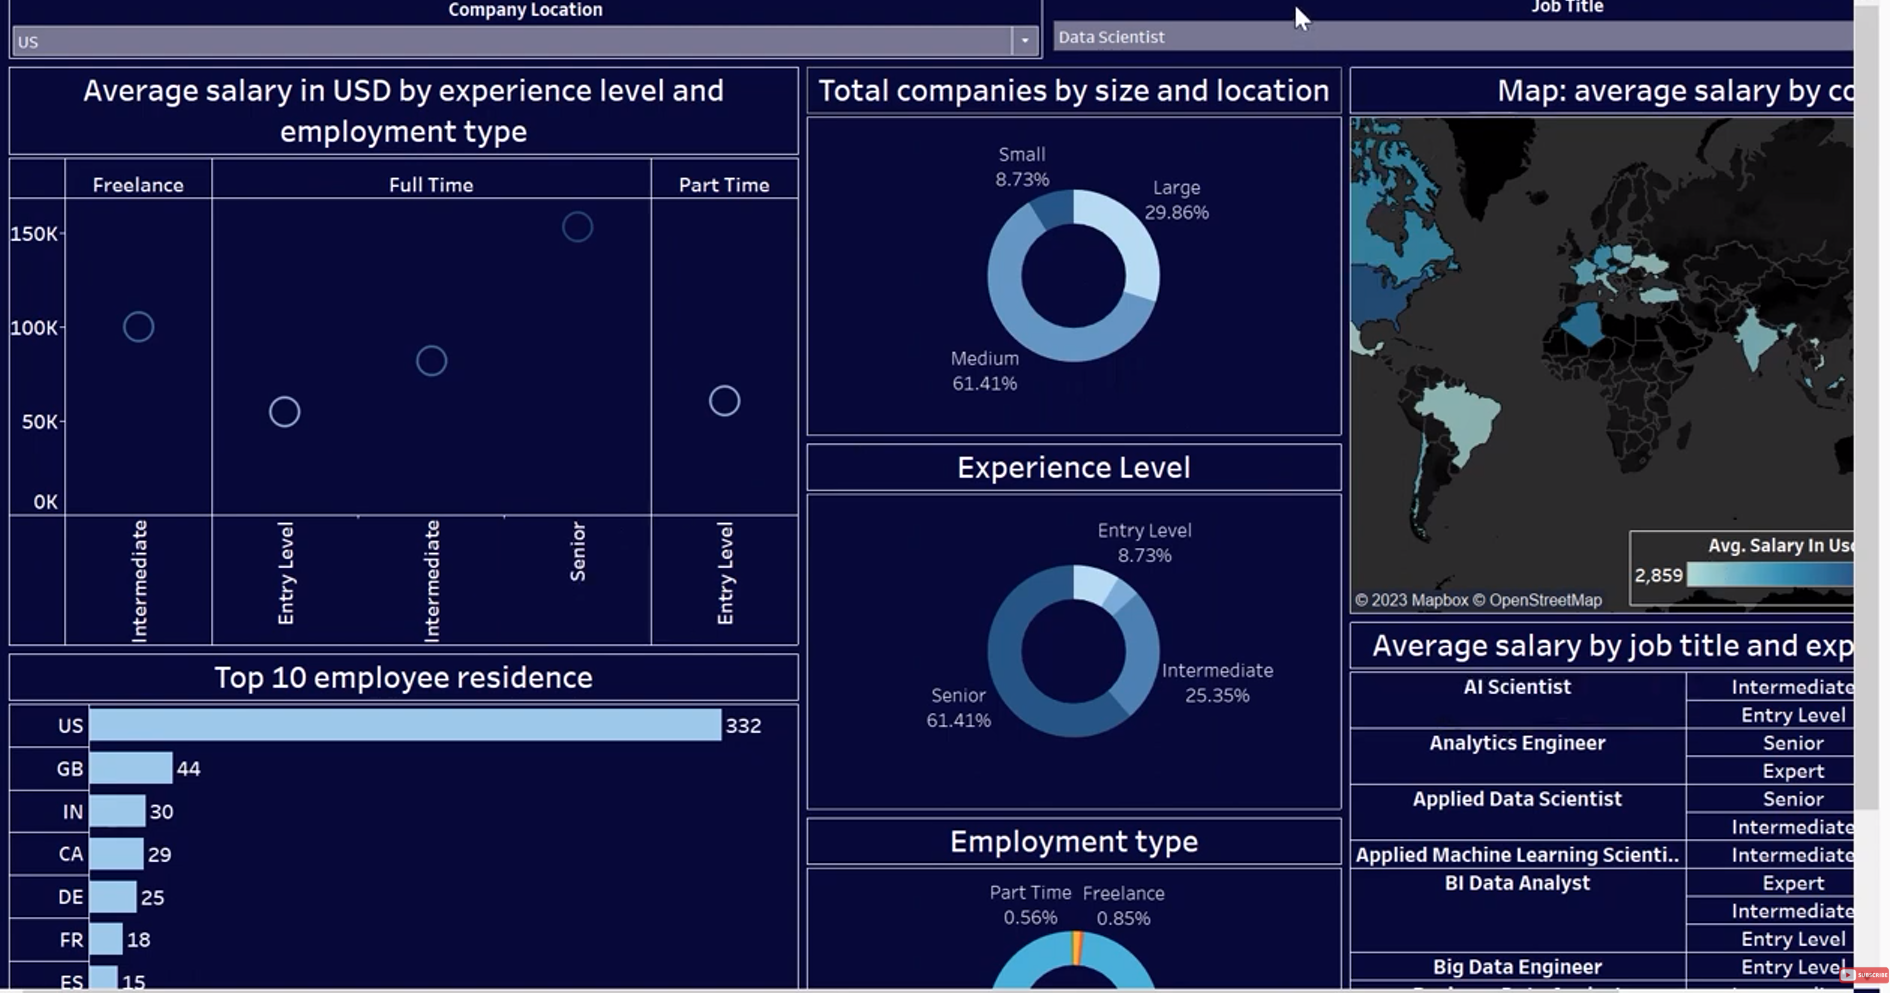 Company Location
US
Job Title
Data Scientist
Average salary in USD by experience level and
employment type
Freelance
Full Time
Part Time
150K
100K
50K
0K
Intermediate
Entry Level
Intermediate
Senior
Entry Level
Top 10 employee residence
US 332
GB 44
IN 30
CA 29
DE 25
FR 18
ES 15
Total companies by size and location
Small
8.73%
Large
29.86%
Medium
61.41%
Experience Level
Entry Level
8.73%
Intermediate
25.35%
Senior
61.41%
Employment type
Part Time
0.56%
Freelance
0.85%
Map: average salary by co
Avg. Salary In Us
2,859
© 2023 Mapbox © OpenStreetMap
Average salary by job title and exp
AI Scientist Intermediate
Entry Level
Analytics Engineer Senior
Expert
Applied Data Scientist Senior
Intermediate
Applied Machine Learning Scienti.. Intermediate
BI Data Analyst Expert
Intermediate
Entry Level
Big Data Engineer Entry Level
SUBSCRIBE